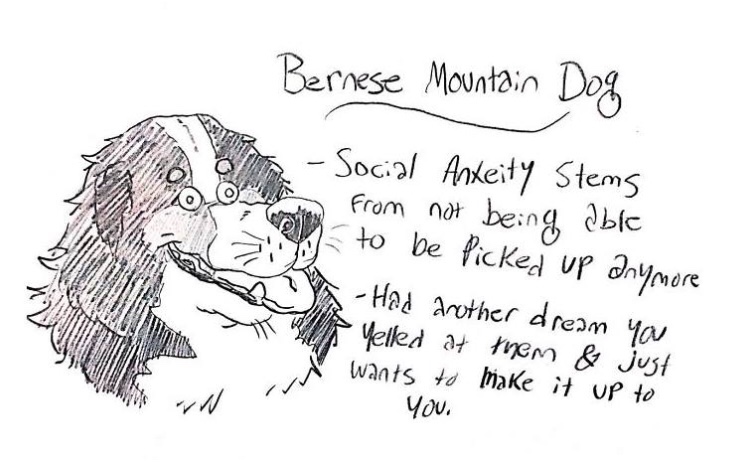 Bernese Mountain Dog
- Social Anxeity Stems
From not being able
to be Picked up anymore
- Had another dream you
Yelled at them & just
wants to make it up to
you.